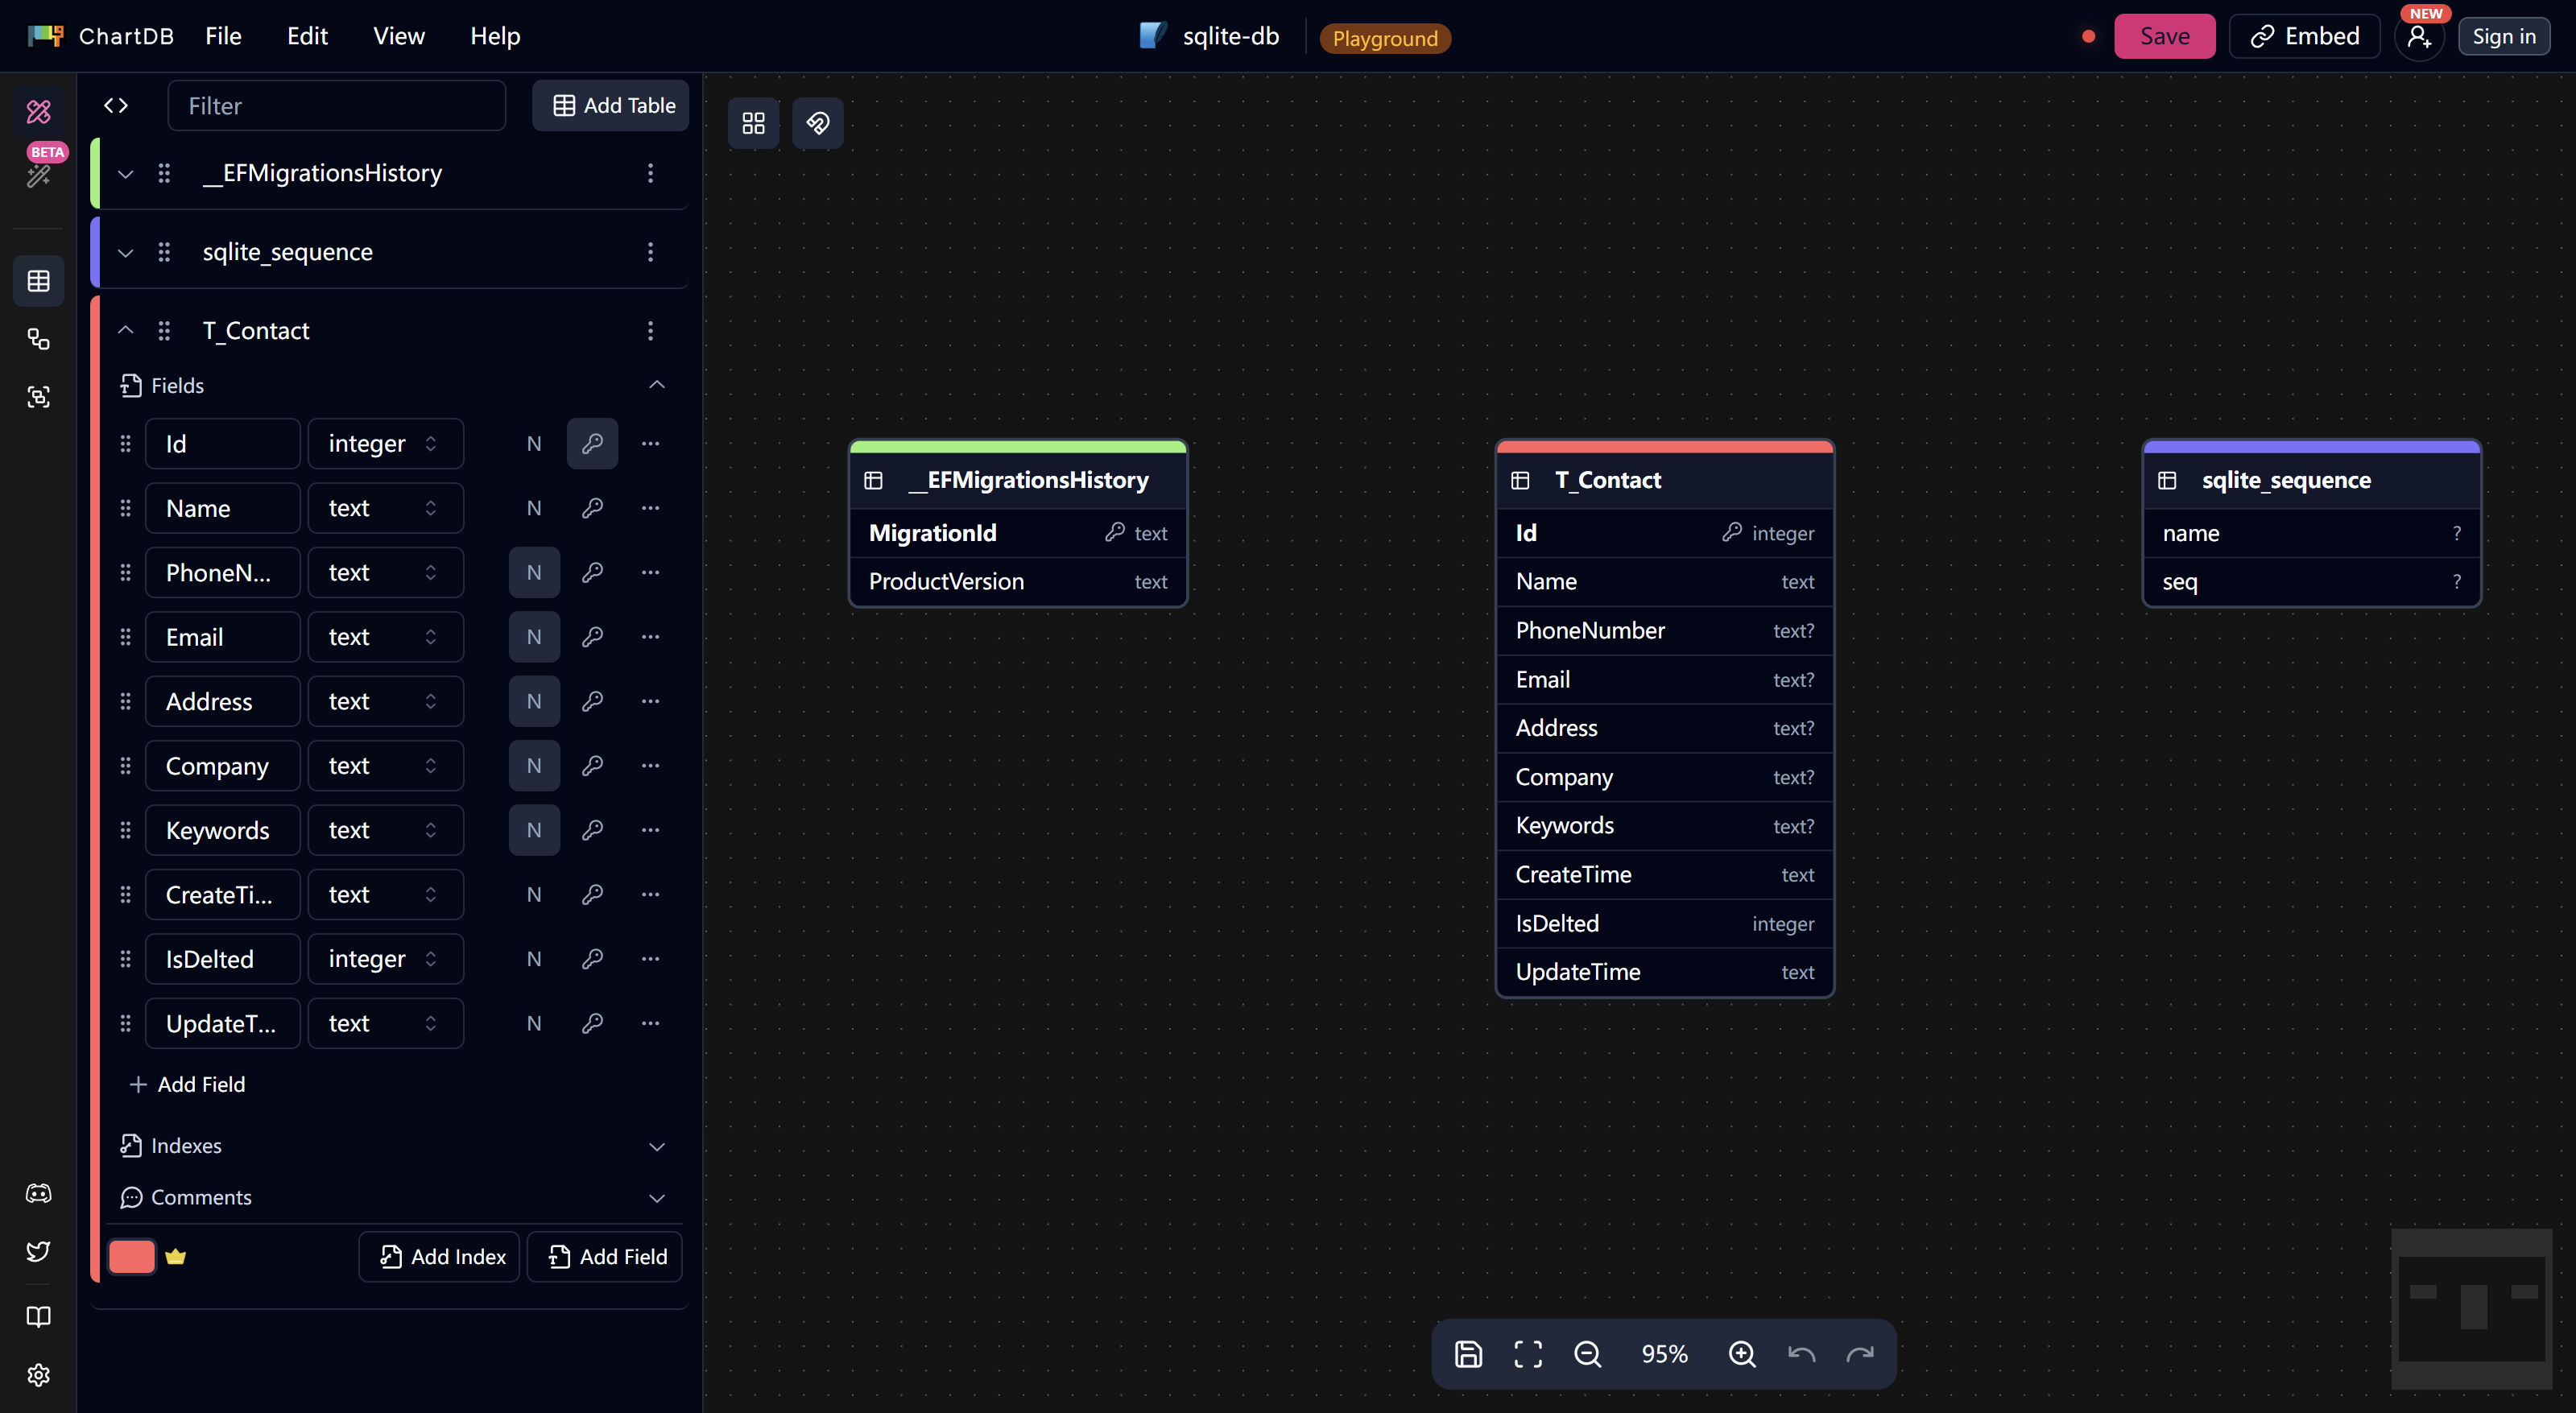 ChartDB File Edit View Help sqlite-db Playground Save Embed NEW Sign in
Filter Add Table
BETA
__EFMigrationsHistory
sqlite_sequence
T_Contact
Fields
Id integer N
Name text N
PhoneN... text N
Email text N
Address text N
Company text N
Keywords text N
CreateTi... text N
IsDelted integer N
UpdateT... text N
Add Field
Indexes
Comments
Add Index Add Field
__EFMigrationsHistory
MigrationId text
ProductVersion text
T_Contact
Id integer
Name text
PhoneNumber text?
Email text?
Address text?
Company text?
Keywords text?
CreateTime text
IsDelted integer
UpdateTime text
sqlite_sequence
name ?
seq ?
95%